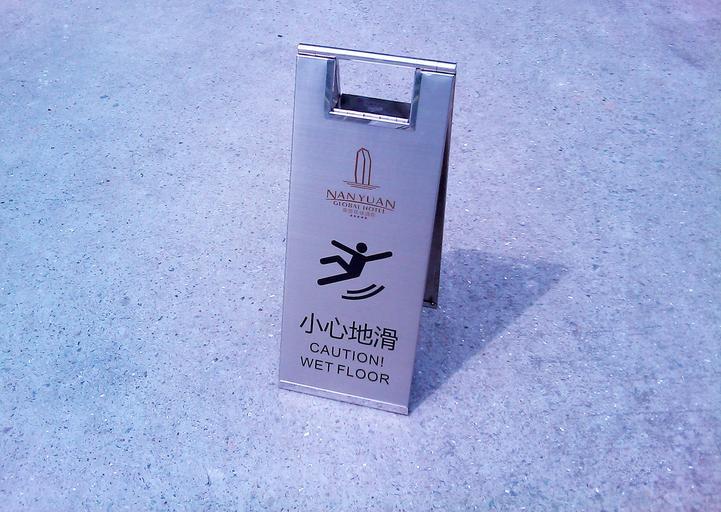 NANYUAN
GLOBAL HOTEL
小心地滑
CAUTION!
WET FLOOR